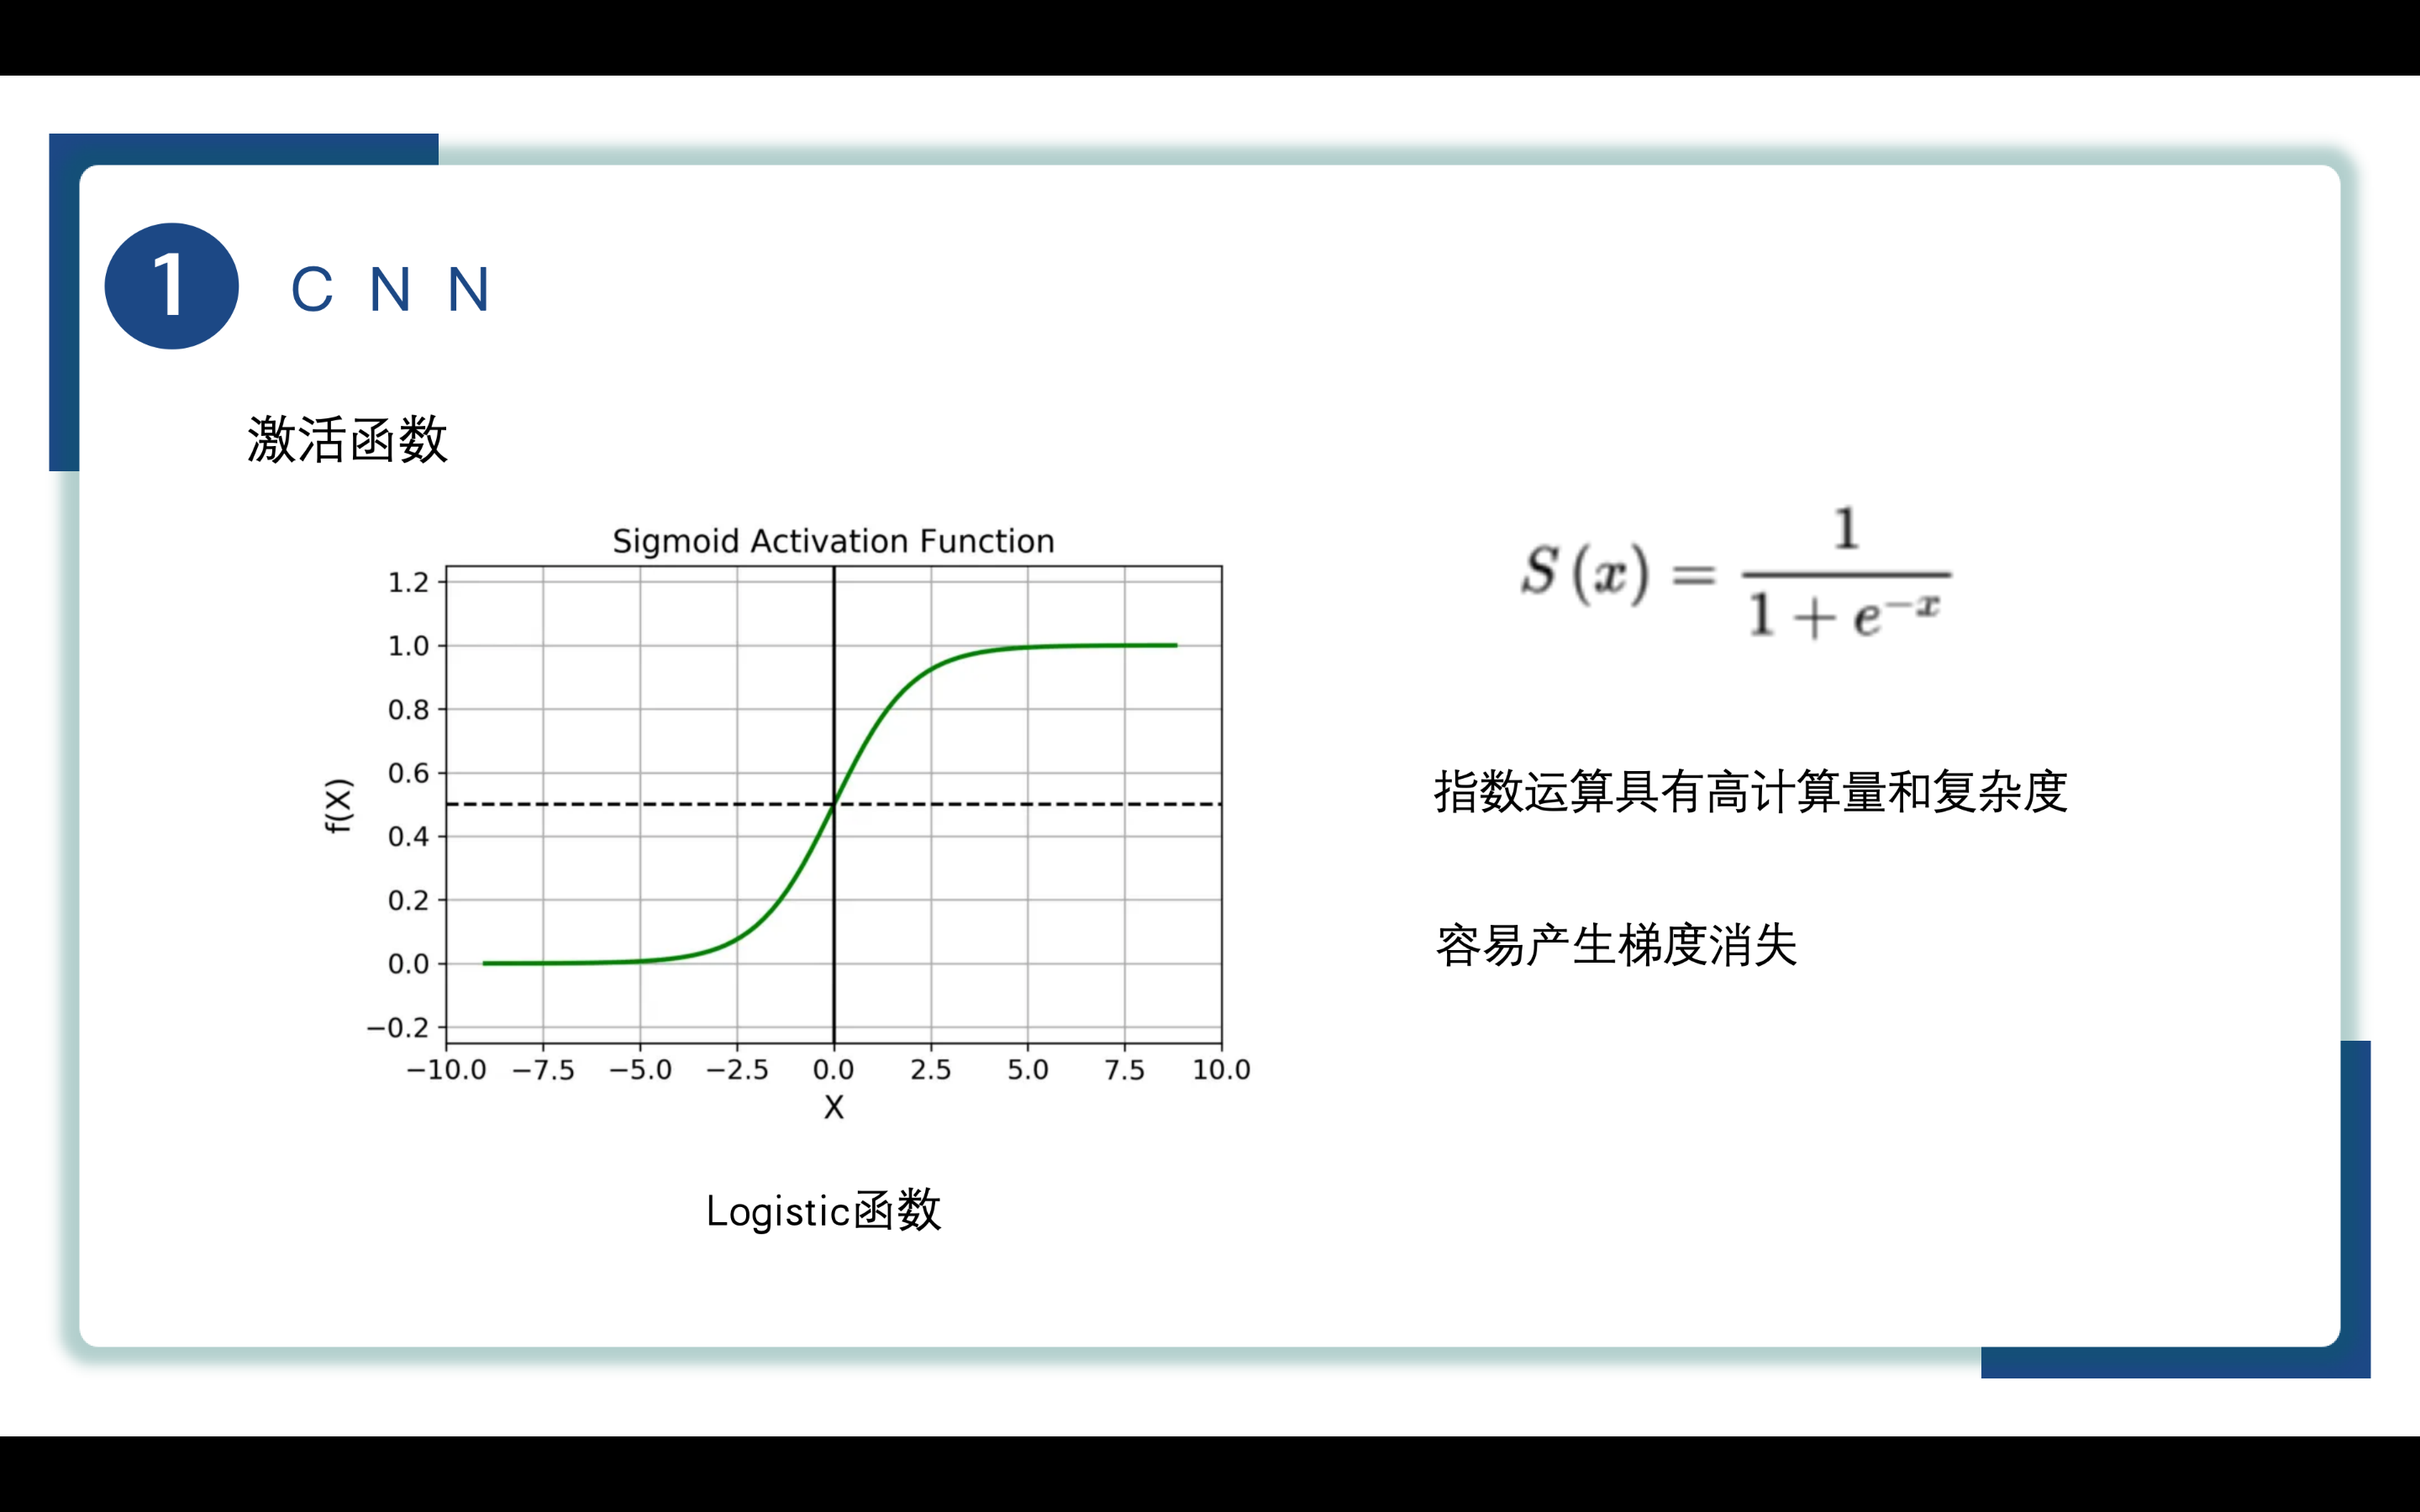 1 CNN
激活函数
Sigmoid Activation Function
1.2
1.0
0.8
0.6
0.4
0.2
0.0
−0.2
f(X)
−10.0 −7.5 −5.0 −2.5 0.0 2.5 5.0 7.5 10.0
X
Logistic函数
S(x) = 1 / (1 + e^{−x})
指数运算具有高计算量和复杂度
容易产生梯度消失